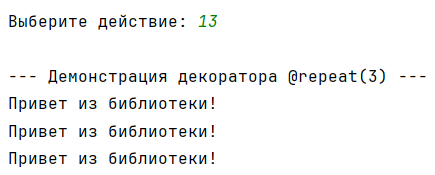 Выберите действие: 13
--- Демонстрация декоратора @repeat(3) ---
Привет из библиотеки!
Привет из библиотеки!
Привет из библиотеки!